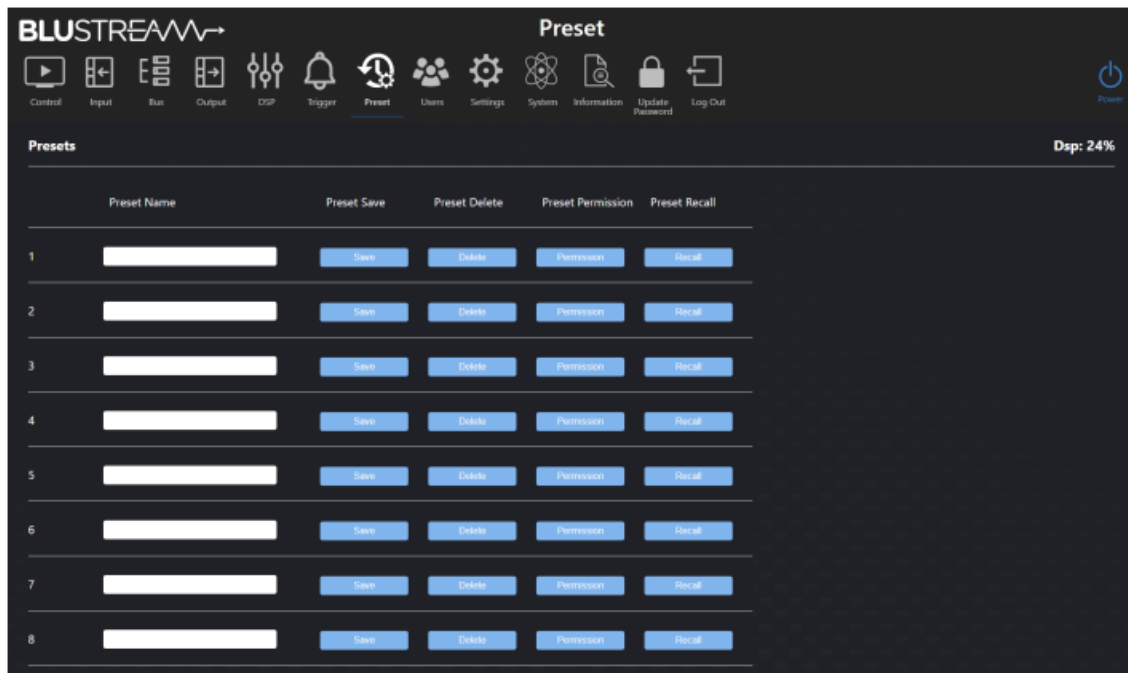 BLUSTREAM
Preset
Control Input Bus Output DSP Trigger Preset Users Settings System Information Update Password Log Out Power
Presets Dsp: 24%
Preset Name Preset Save Preset Delete Preset Permission Preset Recall
1 Save Delete Permission Recall
2 Save Delete Permission Recall
3 Save Delete Permission Recall
4 Save Delete Permission Recall
5 Save Delete Permission Recall
6 Save Delete Permission Recall
7 Save Delete Permission Recall
8 Save Delete Permission Recall